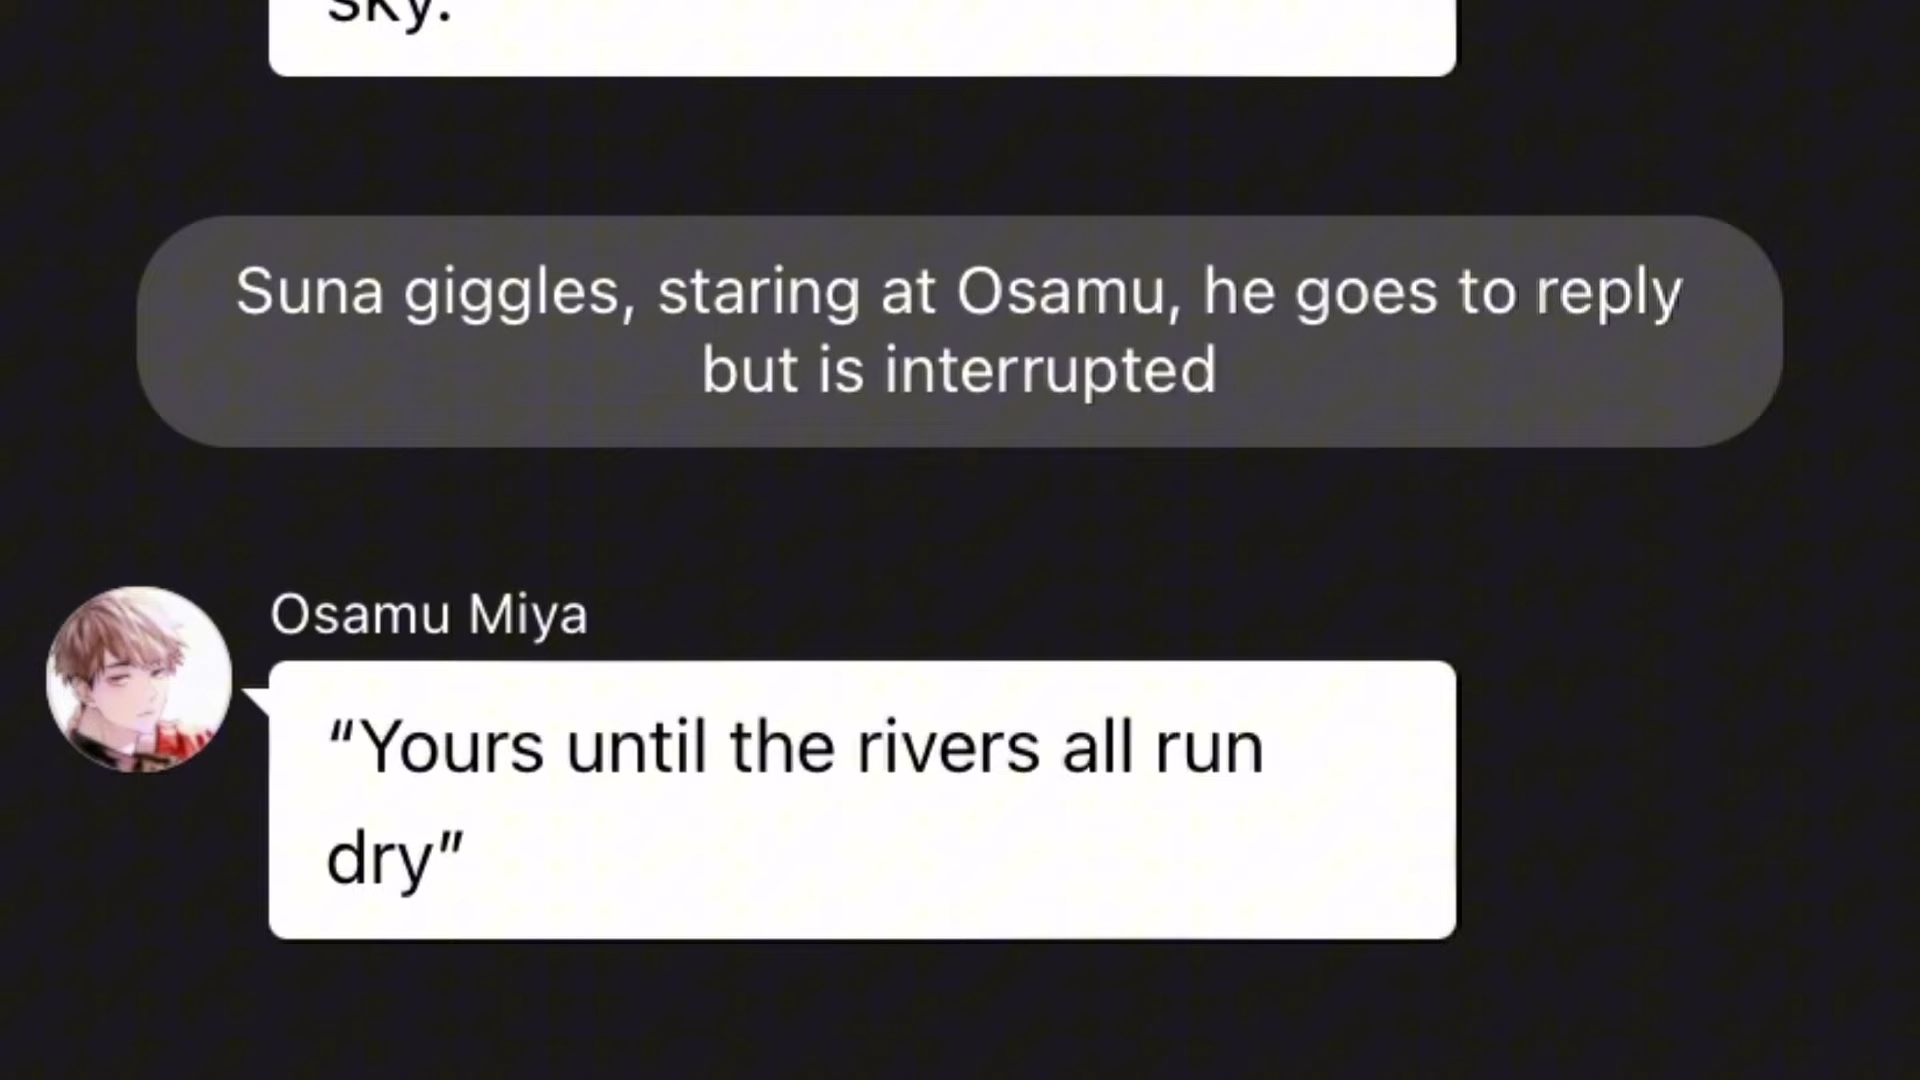 sky.
Suna giggles, staring at Osamu, he goes to reply
but is interrupted
Osamu Miya
“Yours until the rivers all run
dry”